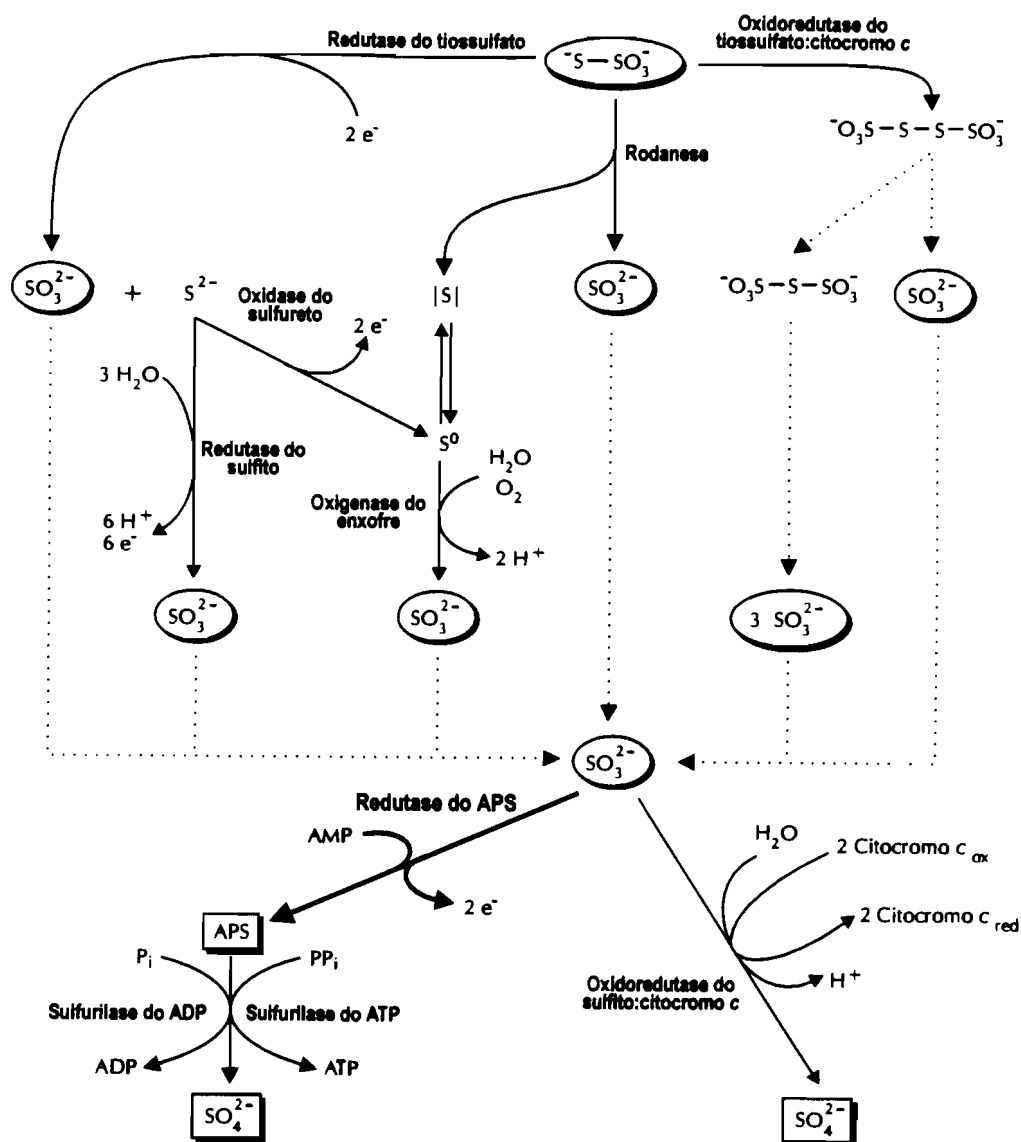 Redutase do tiossulfato
Oxidoredutase do
tiossulfato:citocromo c
⁻S — SO₃⁻
2 e⁻
⁻O₃S — S — S — SO₃⁻
Rodanese
SO₃²⁻ + S²⁻
Oxidase do
sulfureto
2 e⁻
|S|
SO₃²⁻
⁻O₃S — S — SO₃⁻
SO₃²⁻
3 H₂O
Redutase do
sulfito
6 H⁺
6 e⁻
S⁰
H₂O
O₂
Oxigenase do
enxofre
2 H⁺
SO₃²⁻
SO₃²⁻
3 SO₃²⁻
SO₃²⁻
Redutase do APS
AMP
2 e⁻
APS
Pᵢ
PPᵢ
Sulfurilase do ADP
Sulfurilase do ATP
ADP
ATP
SO₄²⁻
H₂O
2 Citocromo c ox
2 Citocromo c red
H⁺
Oxidoredutase do
sulfito:citocromo c
SO₄²⁻